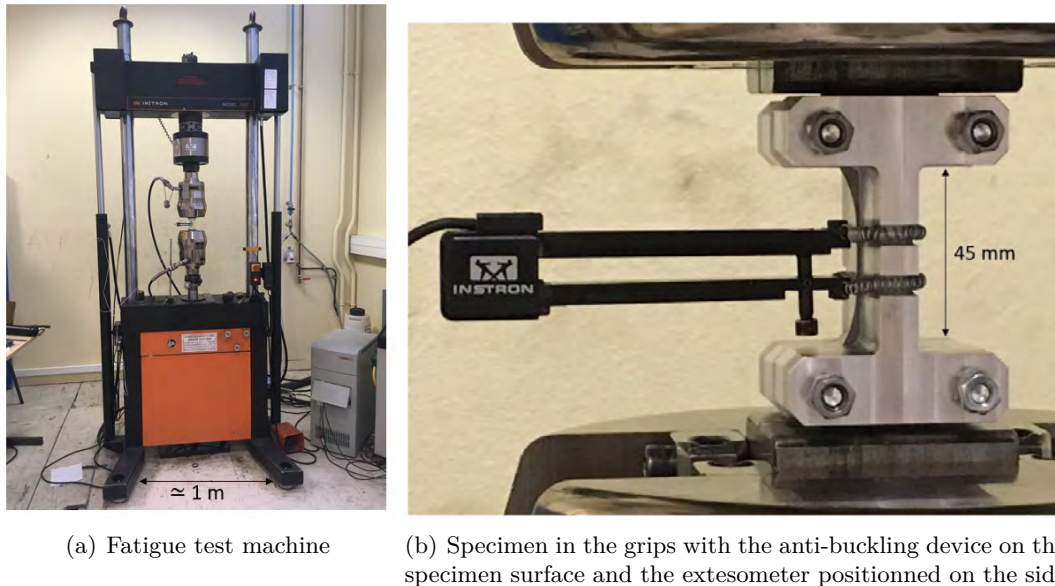 INSTRON
≃ 1 m
INSTRON
45 mm
(a) Fatigue test machine
(b) Specimen in the grips with the anti-buckling device on th
specimen surface and the extesometer positionned on the sid